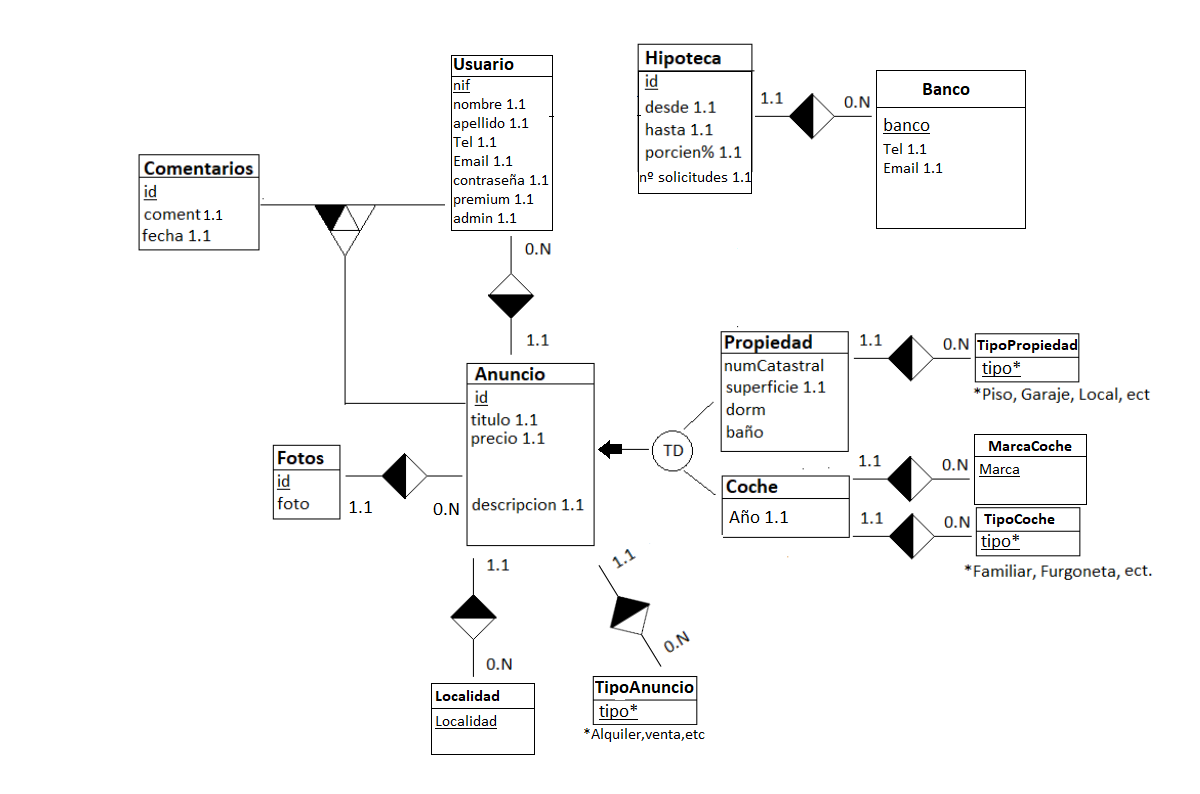 Usuario
nif
nombre 1.1
apellido 1.1
Tel 1.1
Email 1.1
contraseña 1.1
premium 1.1
admin 1.1
Hipoteca
id
desde 1.1
hasta 1.1
porcien% 1.1
nº solicitudes 1.1
1.1
0.N
Banco
banco
Tel 1.1
Email 1.1
Comentarios
id
coment 1.1
fecha 1.1
0.N
1.1
Anuncio
id
titulo 1.1
precio 1.1
descripcion 1.1
Fotos
id
foto
1.1
0.N
TD
Propiedad
numCatastral
superficie 1.1
dorm
baño
1.1
0.N
TipoPropiedad
tipo*
*Piso, Garaje, Local, ect
Coche
Año 1.1
1.1
0.N
MarcaCoche
Marca
1.1
0.N
TipoCoche
tipo*
*Familiar, Furgoneta, ect.
1.1
0.N
Localidad
Localidad
1.1
0.N
TipoAnuncio
tipo*
*Alquiler,venta,etc